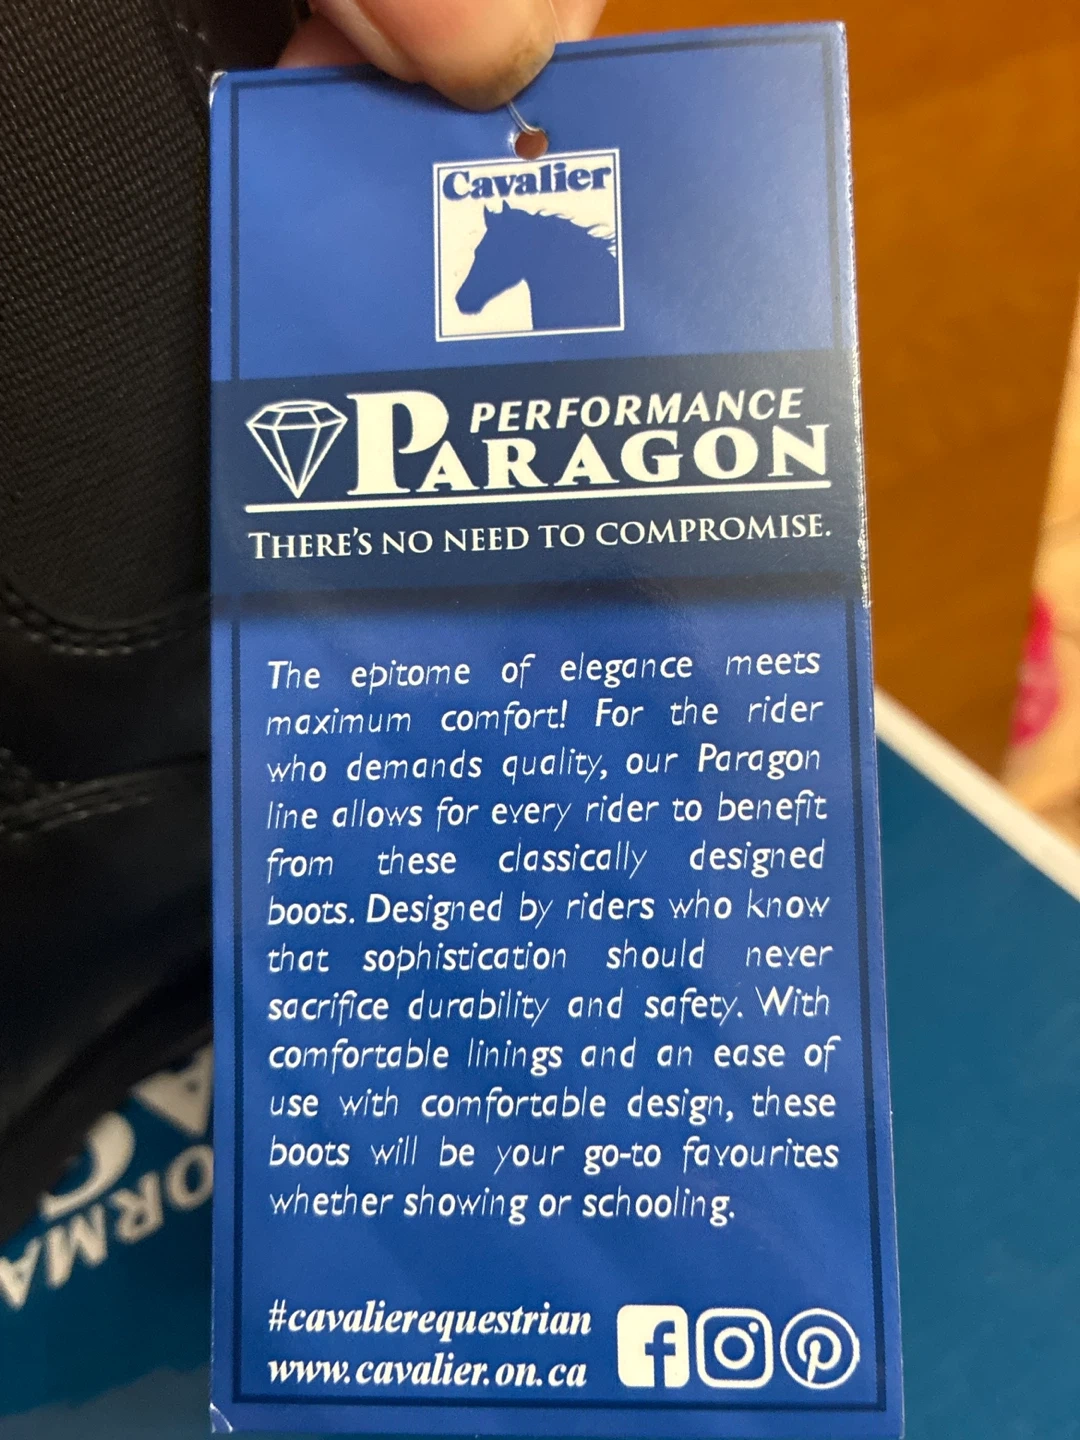 Cavalier
PERFORMANCE
PARAGON
THERE'S NO NEED TO COMPROMISE.
The epitome of elegance meets
maximum comfort! For the rider
who demands quality, our Paragon
line allows for every rider to benefit
from these classically designed
boots. Designed by riders who know
that sophistication should never
sacrifice durability and safety. With
comfortable linings and an ease of
use with comfortable design, these
boots will be your go-to favourites
whether showing or schooling.
#cavalierequestrian
www.cavalier.on.ca